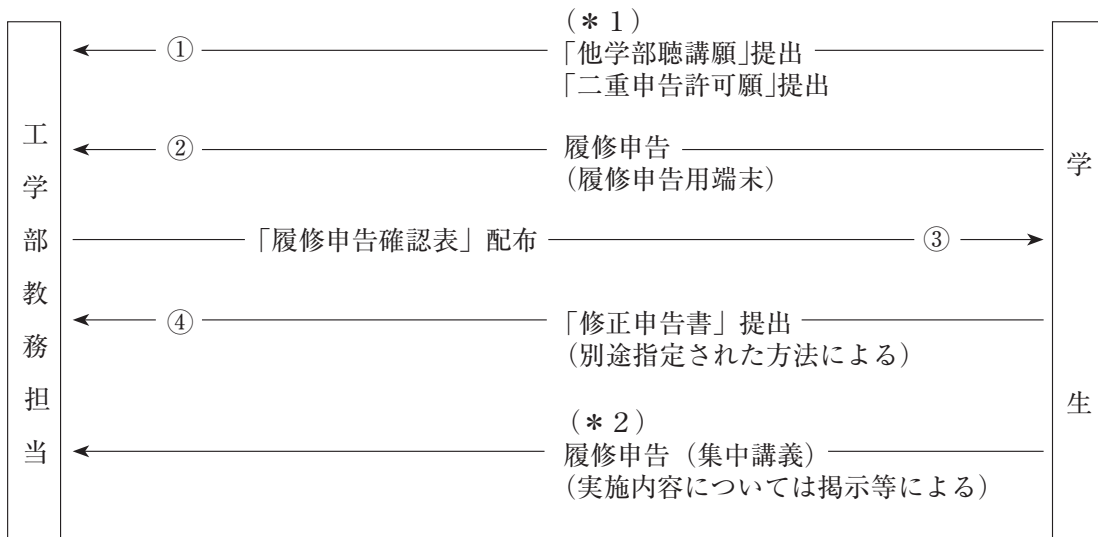 工学部教務担当
(*1)
① 「他学部聴講願」提出
「二重申告許可願」提出
② 履修申告
(履修申告用端末)
「履修申告確認表」配布 ③
④ 「修正申告書」提出
(別途指定された方法による)
(*2)
履修申告(集中講義)
(実施内容については掲示等による)
学生